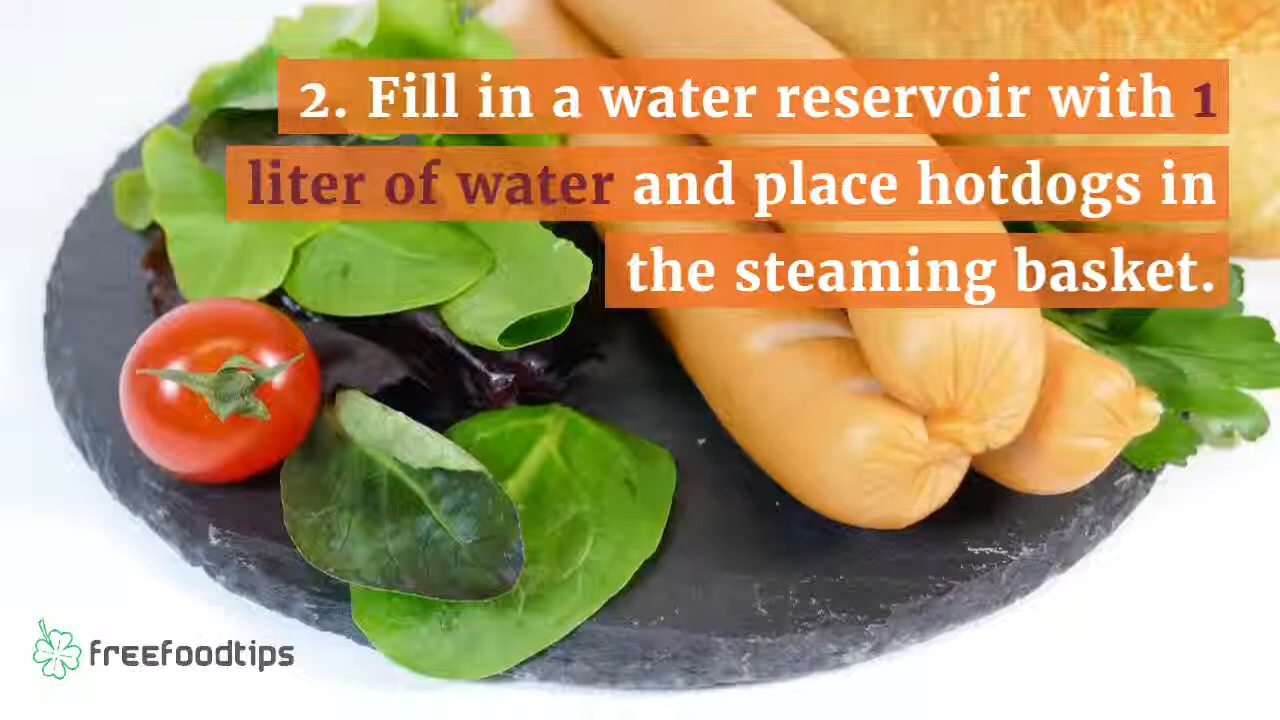 2. Fill in a water reservoir with 1
liter of water and place hotdogs in
the steaming basket.
freefoodtips